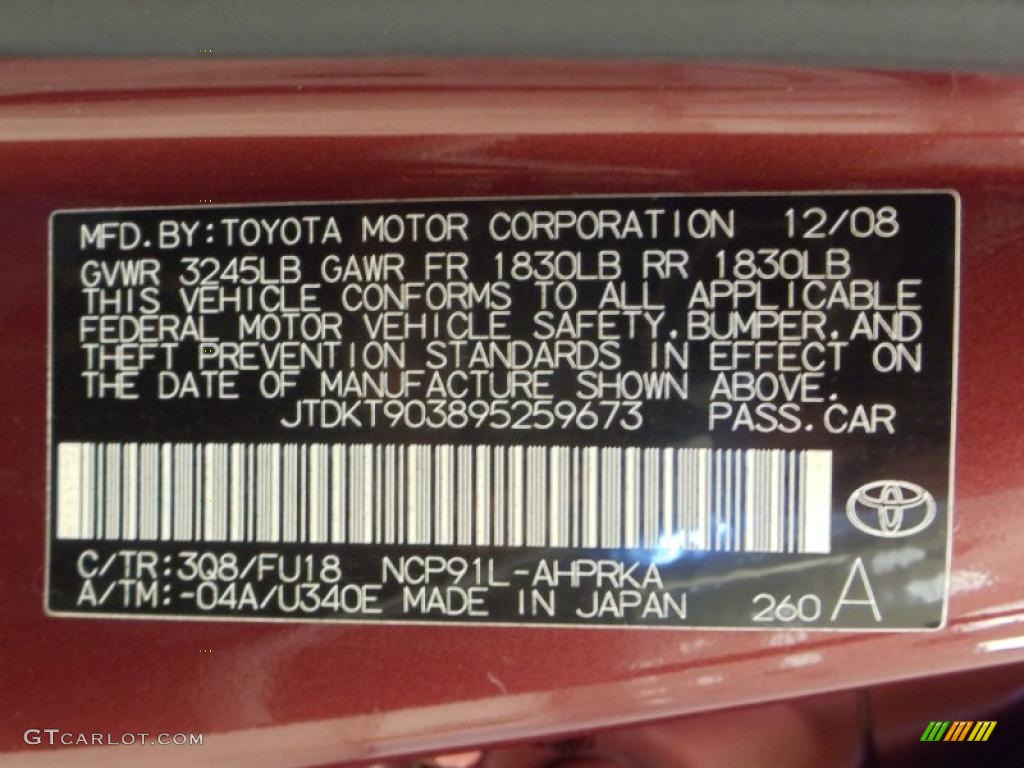 MFD.BY:TOYOTA MOTOR CORPORATION 12/08
GVWR 3245LB GAWR FR 1830LB RR 1830LB
THIS VEHICLE CONFORMS TO ALL APPLICABLE
FEDERAL MOTOR VEHICLE SAFETY,BUMPER,AND
THEFT PREVENTION STANDARDS IN EFFECT ON
THE DATE OF MANUFACTURE SHOWN ABOVE.
JTDKT903895259673 PASS.CAR
C/TR:3Q8/FU18 NCP91L-AHPRKA
A/TM:-04A/U340E MADE IN JAPAN 260 A
GTCARLOT.COM